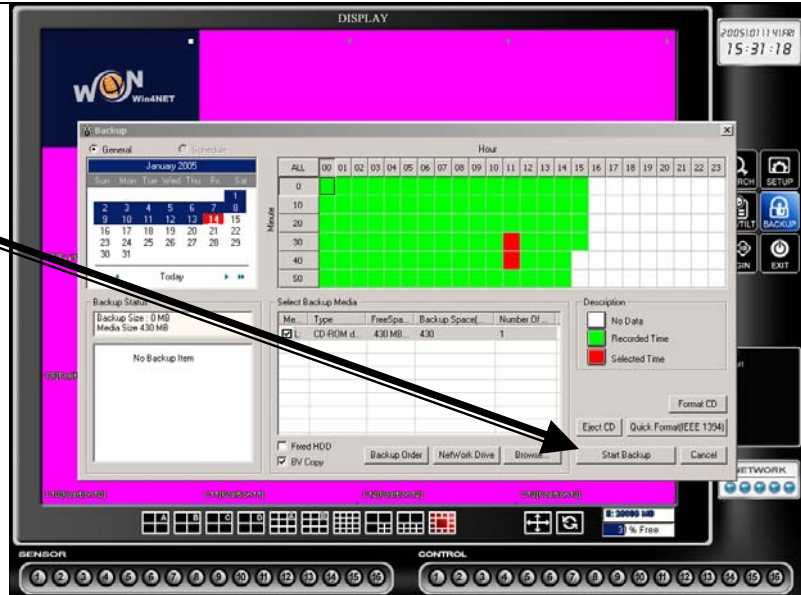 DISPLAY
2005|01|14|FRI
15:31:18
WON
Win4NET
Backup
General
Schedule
Hour
January 2005
Sun Mon Tue Wed Thu Fri Sat
1
2 3 4 5 6 7 8
9 10 11 12 13 14 15
16 17 18 19 20 21 22
23 24 25 26 27 28 29
30 31
Today
ALL 00 01 02 03 04 05 06 07 08 09 10 11 12 13 14 15 16 17 18 19 20 21 22 23
Minute
0
10
20
30
40
50
SETUP
BACKUP
EXIT
Backup Status
Backup Size : 0 MB
Media Size 430 MB
No Backup Item
Select Backup Media
Me... Type FreeSpa... Backup Space(... Number Of ...
L: CD-ROM d... 430 MB... 430 1
Fixed HDD
BV Copy
Backup Order
NetWork Drive
Browse...
Description
No Data
Recorded Time
Selected Time
Format CD
Eject CD
Quick Format(IEEE 1394)
Start Backup
Cancel
NETWORK
% Free
SENSOR
1 2 3 4 5 6 7 8 9 10 11 12 13 14 15 16
CONTROL
1 2 3 4 5 6 7 8 9 10 11 12 13 14 15 16